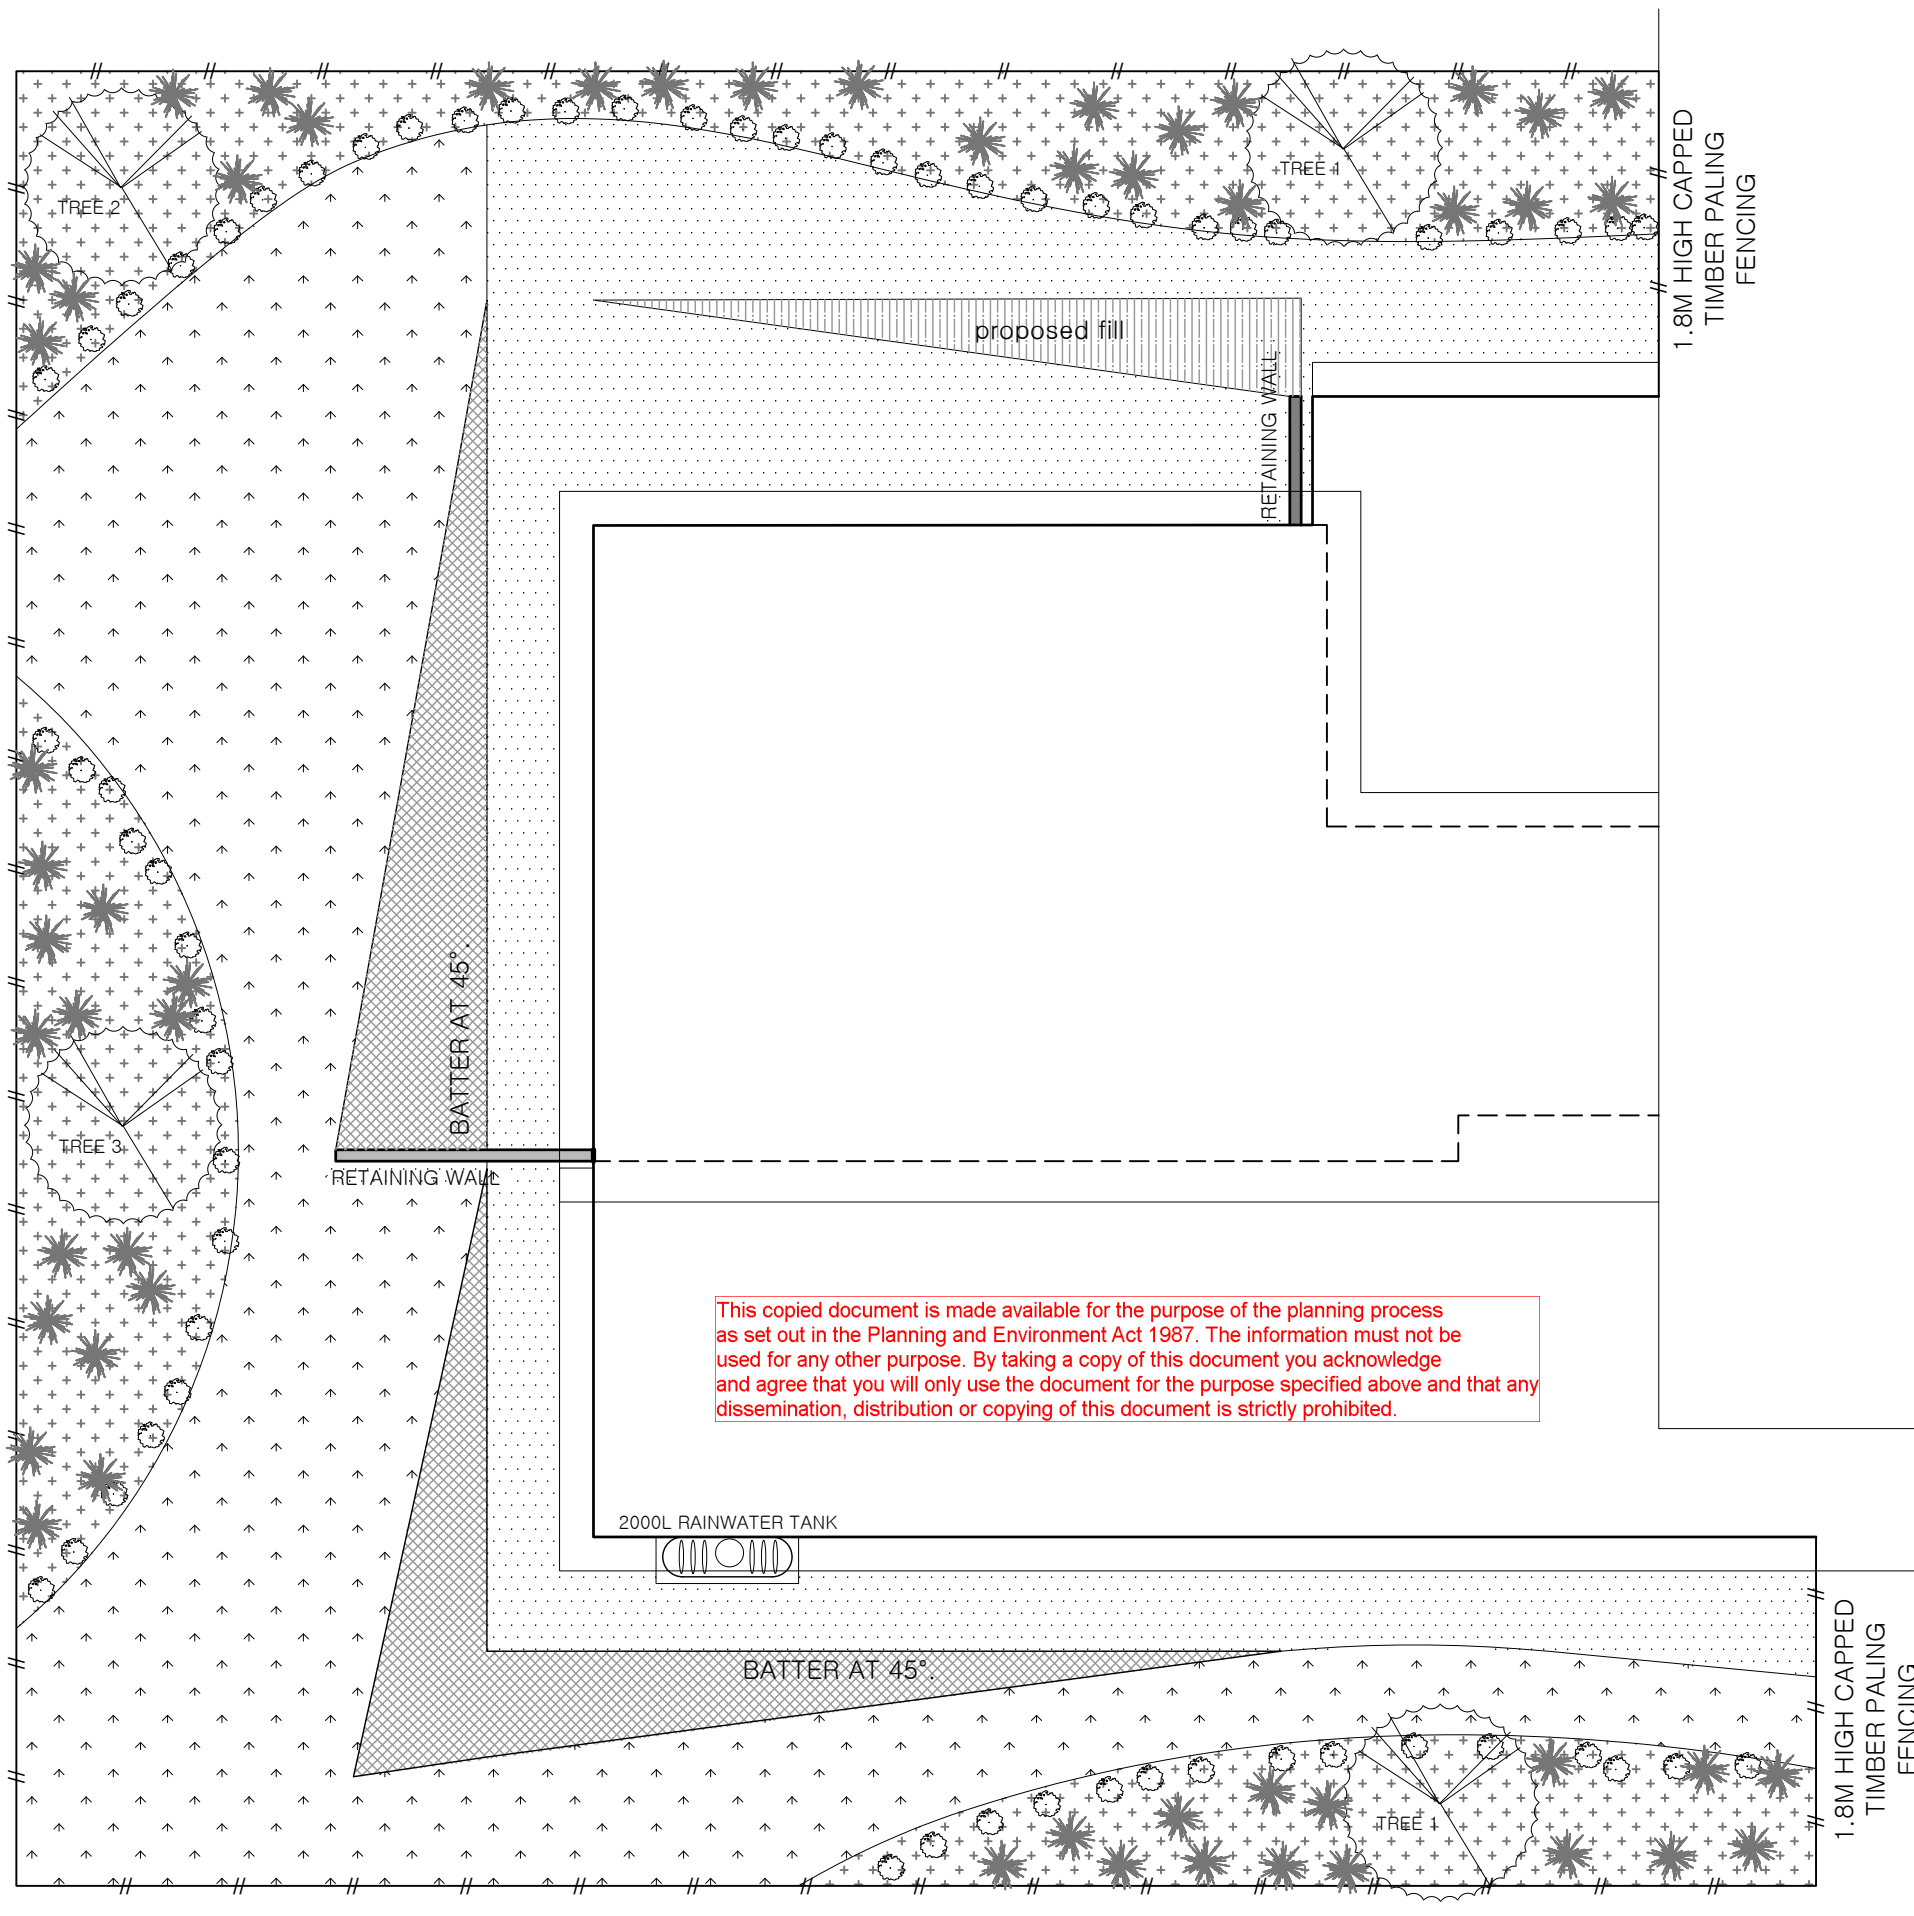 TREE 1
TREE 2
1.8M HIGH CAPPED
TIMBER PALING
FENCING
proposed fill
RETAINING WALL
BATTER AT 45°.
TREE 3
RETAINING WALL
This copied document is made available for the purpose of the planning process
as set out in the Planning and Environment Act 1987. The information must not be
used for any other purpose. By taking a copy of this document you acknowledge
and agree that you will only use the document for the purpose specified above and that any
dissemination, distribution or copying of this document is strictly prohibited.
2000L RAINWATER TANK
BATTER AT 45°.
1.8M HIGH CAPPED
TIMBER PALING
FENCING
TREE 1